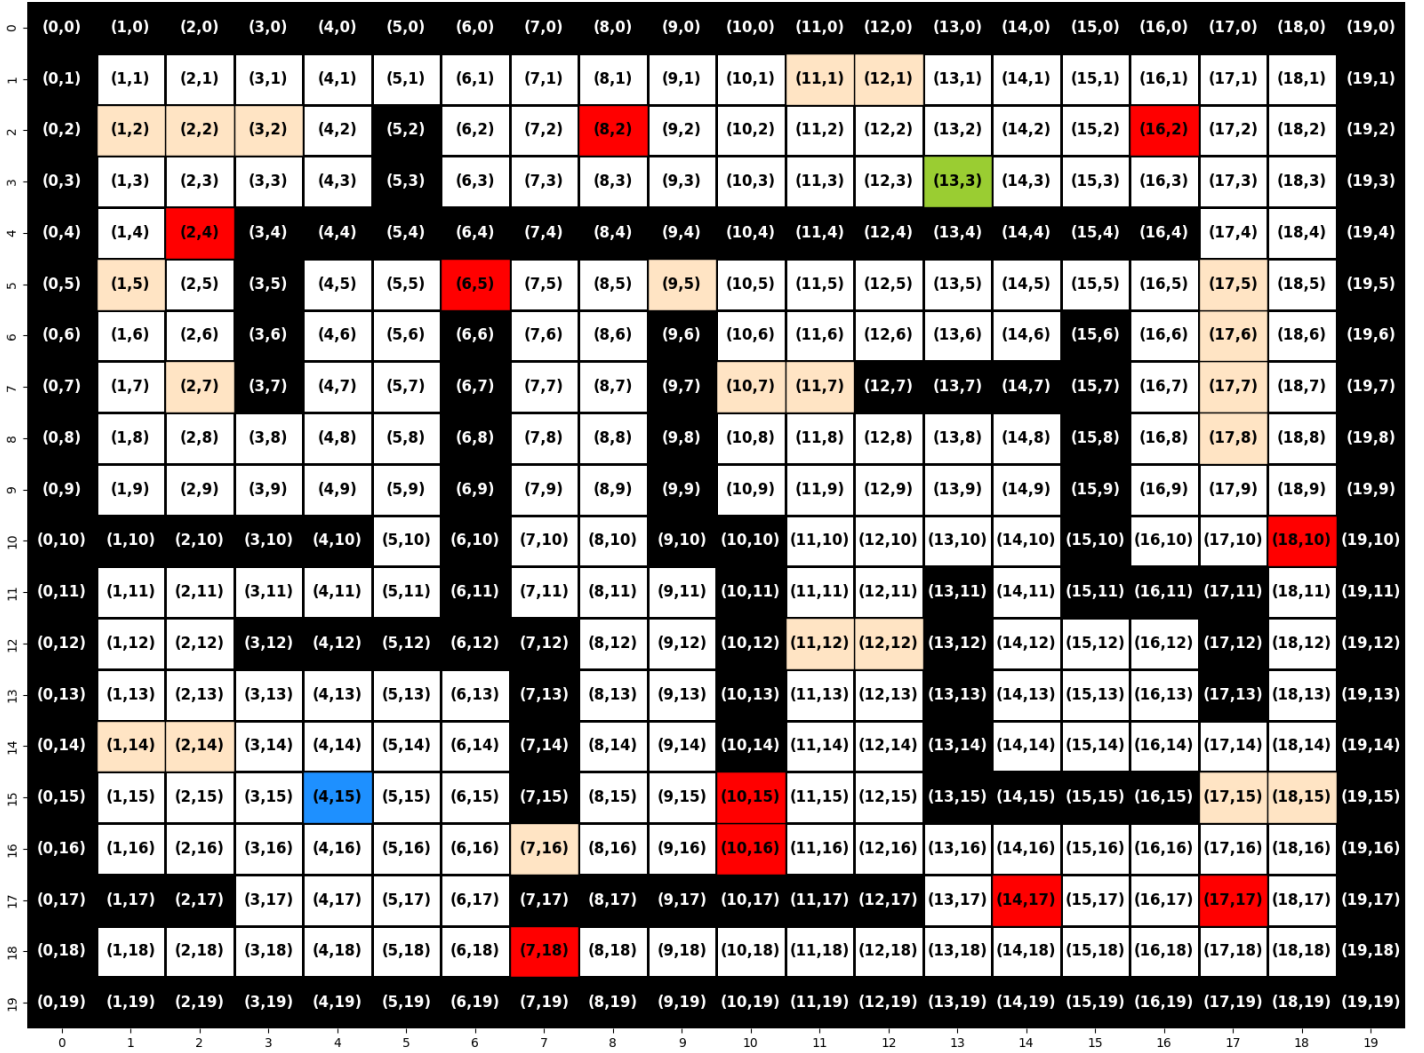 0 (0,0) (1,0) (2,0) (3,0) (4,0) (5,0) (6,0) (7,0) (8,0) (9,0) (10,0) (11,0) (12,0) (13,0) (14,0) (15,0) (16,0) (17,0) (18,0) (19,0)
1 (0,1) (1,1) (2,1) (3,1) (4,1) (5,1) (6,1) (7,1) (8,1) (9,1) (10,1) (11,1) (12,1) (13,1) (14,1) (15,1) (16,1) (17,1) (18,1) (19,1)
2 (0,2) (1,2) (2,2) (3,2) (4,2) (5,2) (6,2) (7,2) (8,2) (9,2) (10,2) (11,2) (12,2) (13,2) (14,2) (15,2) (16,2) (17,2) (18,2) (19,2)
3 (0,3) (1,3) (2,3) (3,3) (4,3) (5,3) (6,3) (7,3) (8,3) (9,3) (10,3) (11,3) (12,3) (13,3) (14,3) (15,3) (16,3) (17,3) (18,3) (19,3)
4 (0,4) (1,4) (2,4) (3,4) (4,4) (5,4) (6,4) (7,4) (8,4) (9,4) (10,4) (11,4) (12,4) (13,4) (14,4) (15,4) (16,4) (17,4) (18,4) (19,4)
5 (0,5) (1,5) (2,5) (3,5) (4,5) (5,5) (6,5) (7,5) (8,5) (9,5) (10,5) (11,5) (12,5) (13,5) (14,5) (15,5) (16,5) (17,5) (18,5) (19,5)
6 (0,6) (1,6) (2,6) (3,6) (4,6) (5,6) (6,6) (7,6) (8,6) (9,6) (10,6) (11,6) (12,6) (13,6) (14,6) (15,6) (16,6) (17,6) (18,6) (19,6)
7 (0,7) (1,7) (2,7) (3,7) (4,7) (5,7) (6,7) (7,7) (8,7) (9,7) (10,7) (11,7) (12,7) (13,7) (14,7) (15,7) (16,7) (17,7) (18,7) (19,7)
8 (0,8) (1,8) (2,8) (3,8) (4,8) (5,8) (6,8) (7,8) (8,8) (9,8) (10,8) (11,8) (12,8) (13,8) (14,8) (15,8) (16,8) (17,8) (18,8) (19,8)
9 (0,9) (1,9) (2,9) (3,9) (4,9) (5,9) (6,9) (7,9) (8,9) (9,9) (10,9) (11,9) (12,9) (13,9) (14,9) (15,9) (16,9) (17,9) (18,9) (19,9)
10 (0,10) (1,10) (2,10) (3,10) (4,10) (5,10) (6,10) (7,10) (8,10) (9,10) (10,10) (11,10) (12,10) (13,10) (14,10) (15,10) (16,10) (17,10) (18,10) (19,10)
11 (0,11) (1,11) (2,11) (3,11) (4,11) (5,11) (6,11) (7,11) (8,11) (9,11) (10,11) (11,11) (12,11) (13,11) (14,11) (15,11) (16,11) (17,11) (18,11) (19,11)
12 (0,12) (1,12) (2,12) (3,12) (4,12) (5,12) (6,12) (7,12) (8,12) (9,12) (10,12) (11,12) (12,12) (13,12) (14,12) (15,12) (16,12) (17,12) (18,12) (19,12)
13 (0,13) (1,13) (2,13) (3,13) (4,13) (5,13) (6,13) (7,13) (8,13) (9,13) (10,13) (11,13) (12,13) (13,13) (14,13) (15,13) (16,13) (17,13) (18,13) (19,13)
14 (0,14) (1,14) (2,14) (3,14) (4,14) (5,14) (6,14) (7,14) (8,14) (9,14) (10,14) (11,14) (12,14) (13,14) (14,14) (15,14) (16,14) (17,14) (18,14) (19,14)
15 (0,15) (1,15) (2,15) (3,15) (4,15) (5,15) (6,15) (7,15) (8,15) (9,15) (10,15) (11,15) (12,15) (13,15) (14,15) (15,15) (16,15) (17,15) (18,15) (19,15)
16 (0,16) (1,16) (2,16) (3,16) (4,16) (5,16) (6,16) (7,16) (8,16) (9,16) (10,16) (11,16) (12,16) (13,16) (14,16) (15,16) (16,16) (17,16) (18,16) (19,16)
17 (0,17) (1,17) (2,17) (3,17) (4,17) (5,17) (6,17) (7,17) (8,17) (9,17) (10,17) (11,17) (12,17) (13,17) (14,17) (15,17) (16,17) (17,17) (18,17) (19,17)
18 (0,18) (1,18) (2,18) (3,18) (4,18) (5,18) (6,18) (7,18) (8,18) (9,18) (10,18) (11,18) (12,18) (13,18) (14,18) (15,18) (16,18) (17,18) (18,18) (19,18)
19 (0,19) (1,19) (2,19) (3,19) (4,19) (5,19) (6,19) (7,19) (8,19) (9,19) (10,19) (11,19) (12,19) (13,19) (14,19) (15,19) (16,19) (17,19) (18,19) (19,19)
0 1 2 3 4 5 6 7 8 9 10 11 12 13 14 15 16 17 18 19